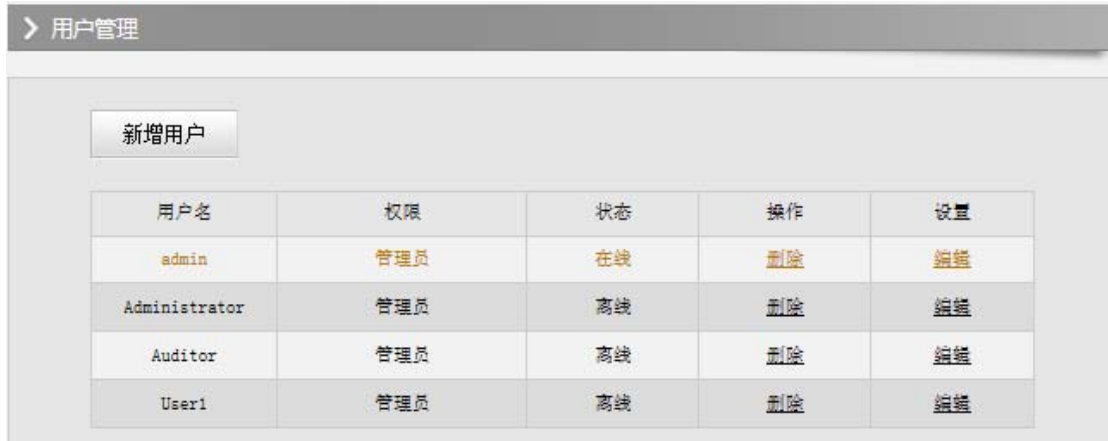 用户管理
新增用户
用户名 权限 状态 操作 设置
admin 管理员 在线 删除 编辑
Administrator 管理员 离线 删除 编辑
Auditor 管理员 离线 删除 编辑
User1 管理员 离线 删除 编辑